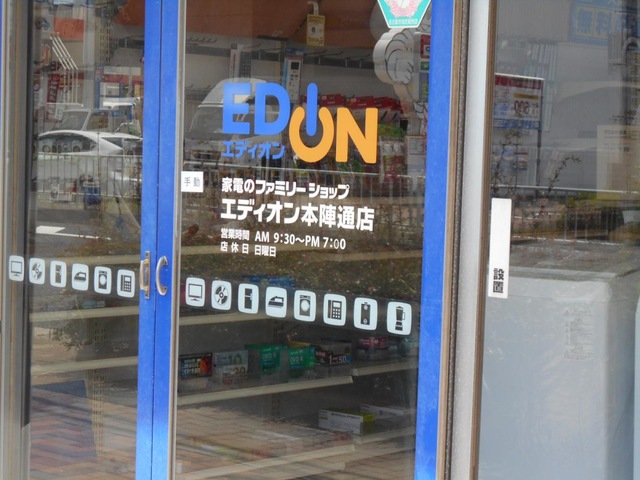 EDION
エディオン
手動
家電のファミリーショップ
エディオン本陣通店
営業時間 AM 9:30～PM 7:00
店休日 日曜日
設置